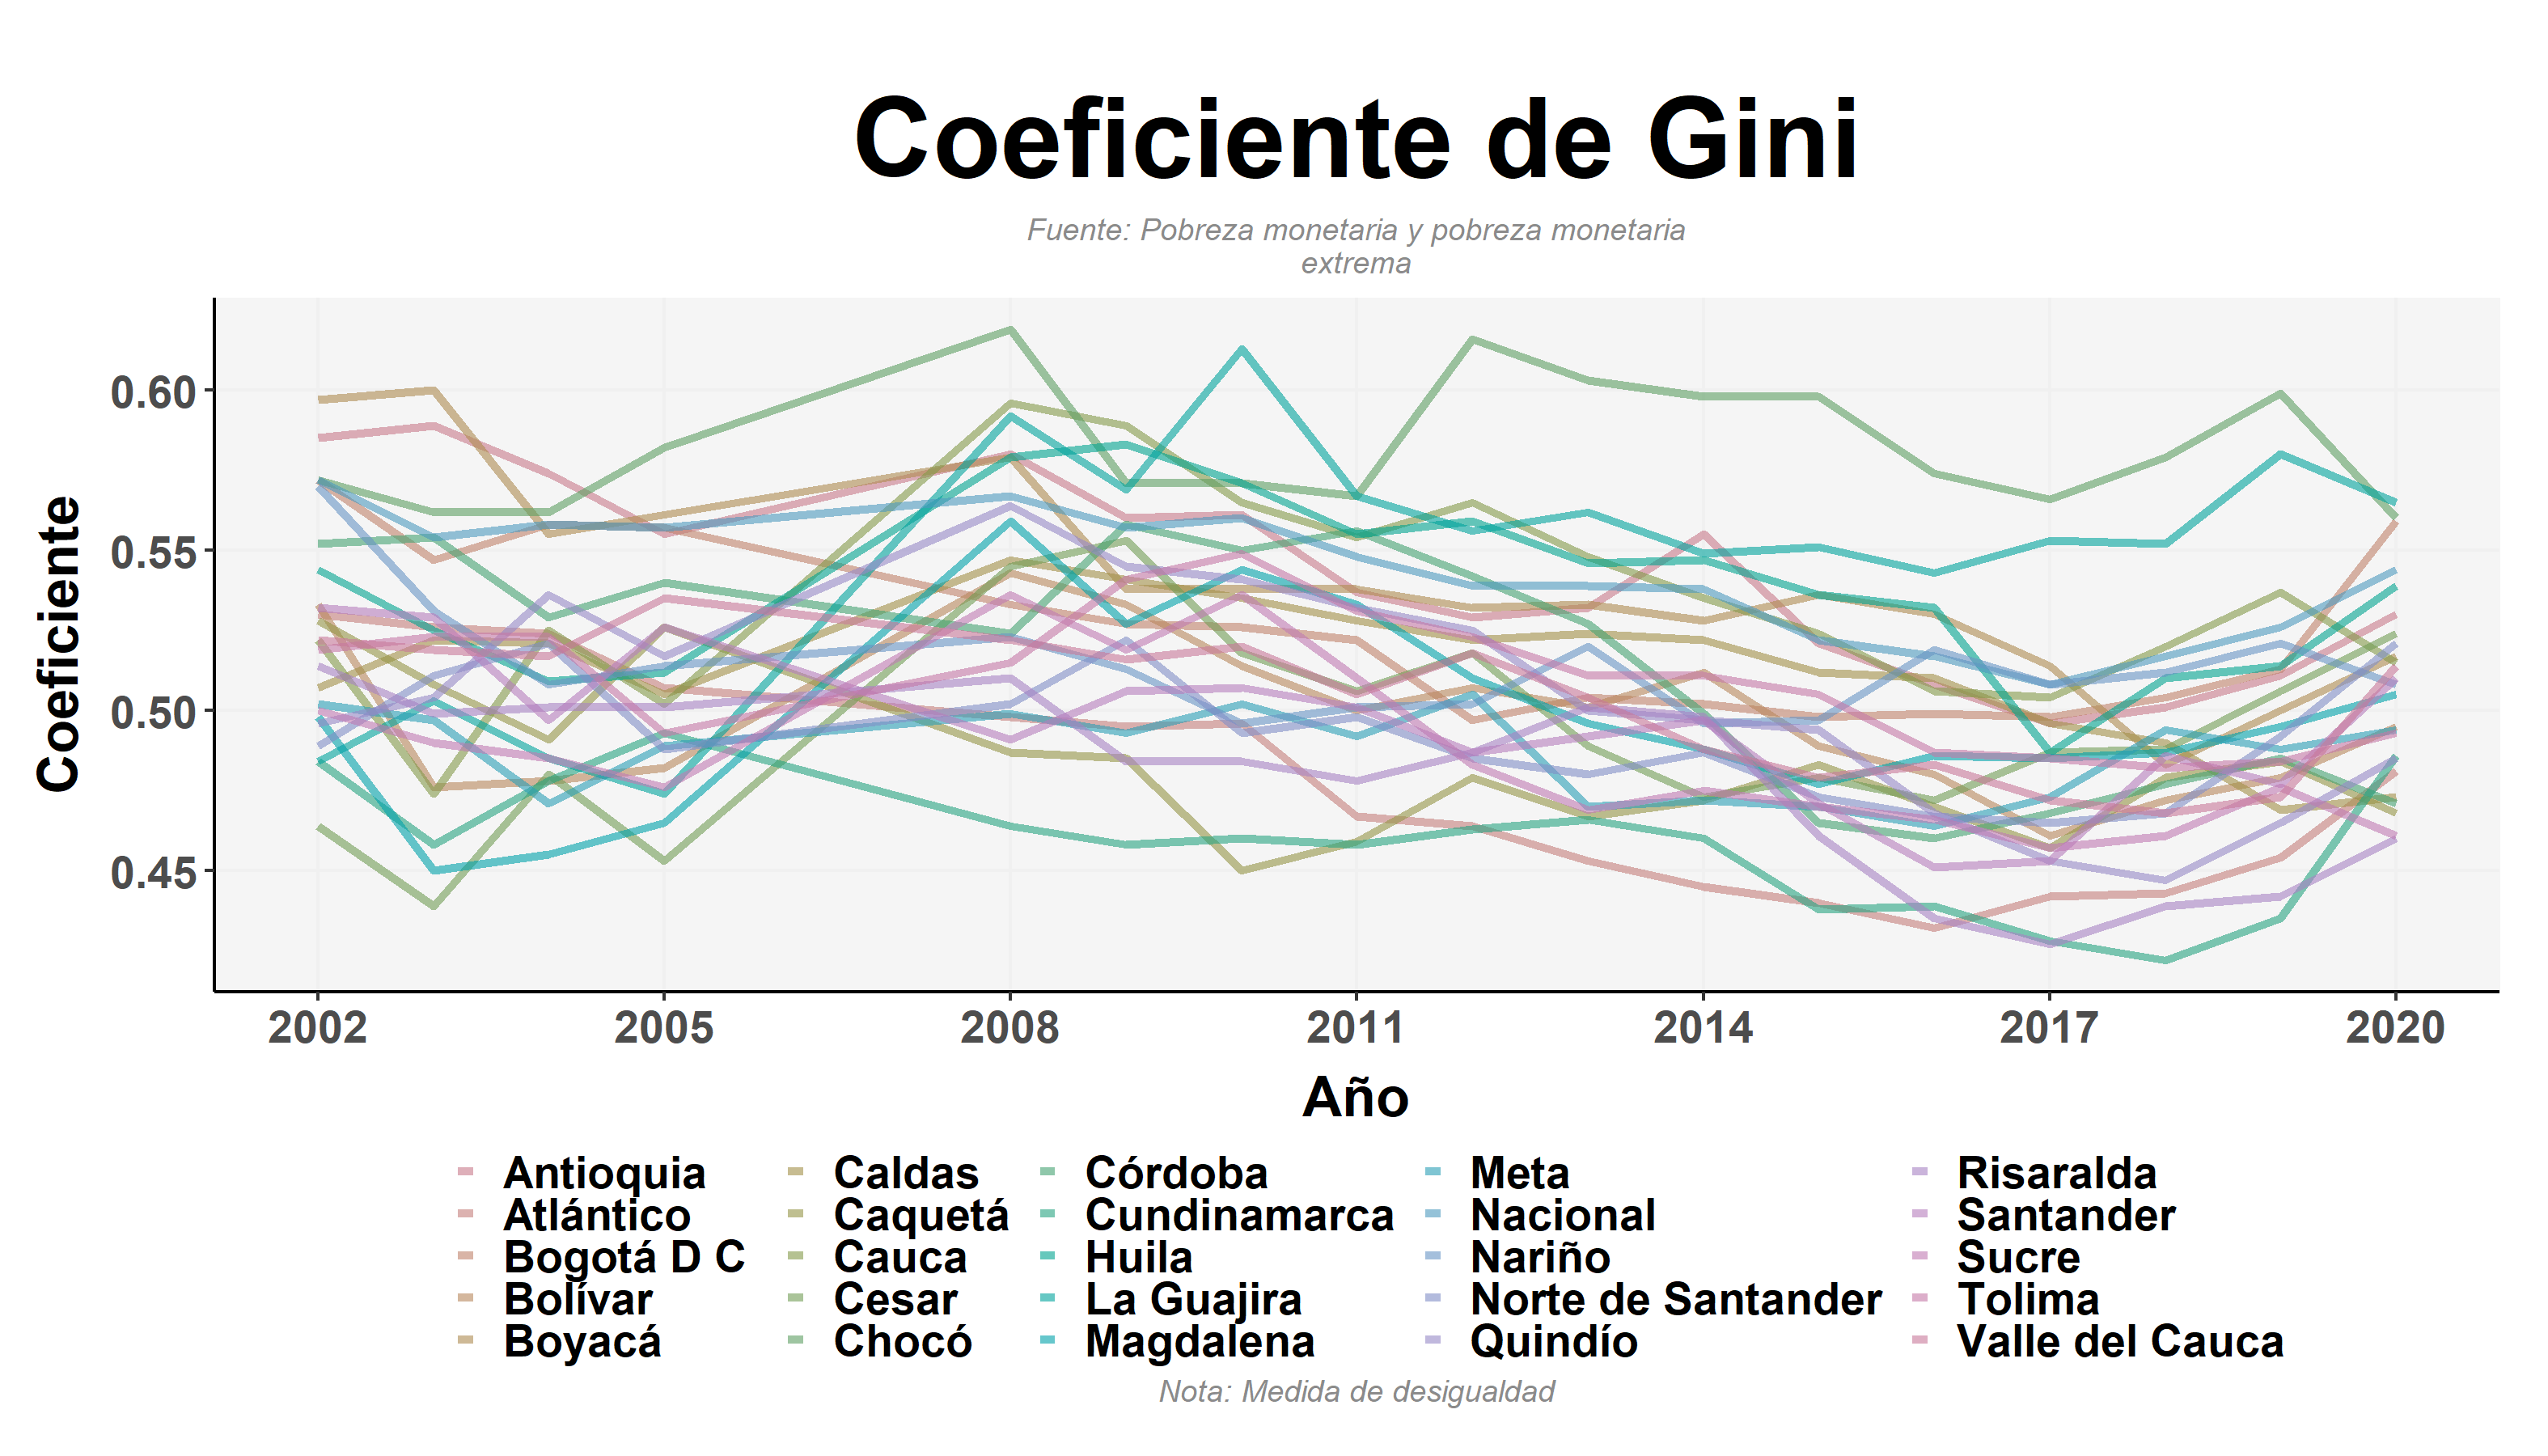 Coeficiente de Gini
Fuente: Pobreza monetaria y pobreza monetaria
extrema
Coeficiente
0.60
0.55
0.50
0.45
2002 2005 2008 2011 2014 2017 2020
Año
Antioquia Caldas Córdoba Meta Risaralda
Atlántico Caquetá Cundinamarca Nacional Santander
Bogotá D C Cauca Huila Nariño Sucre
Bolívar Cesar La Guajira Norte de Santander Tolima
Boyacá Chocó Magdalena Quindío Valle del Cauca
Nota: Medida de desigualdad